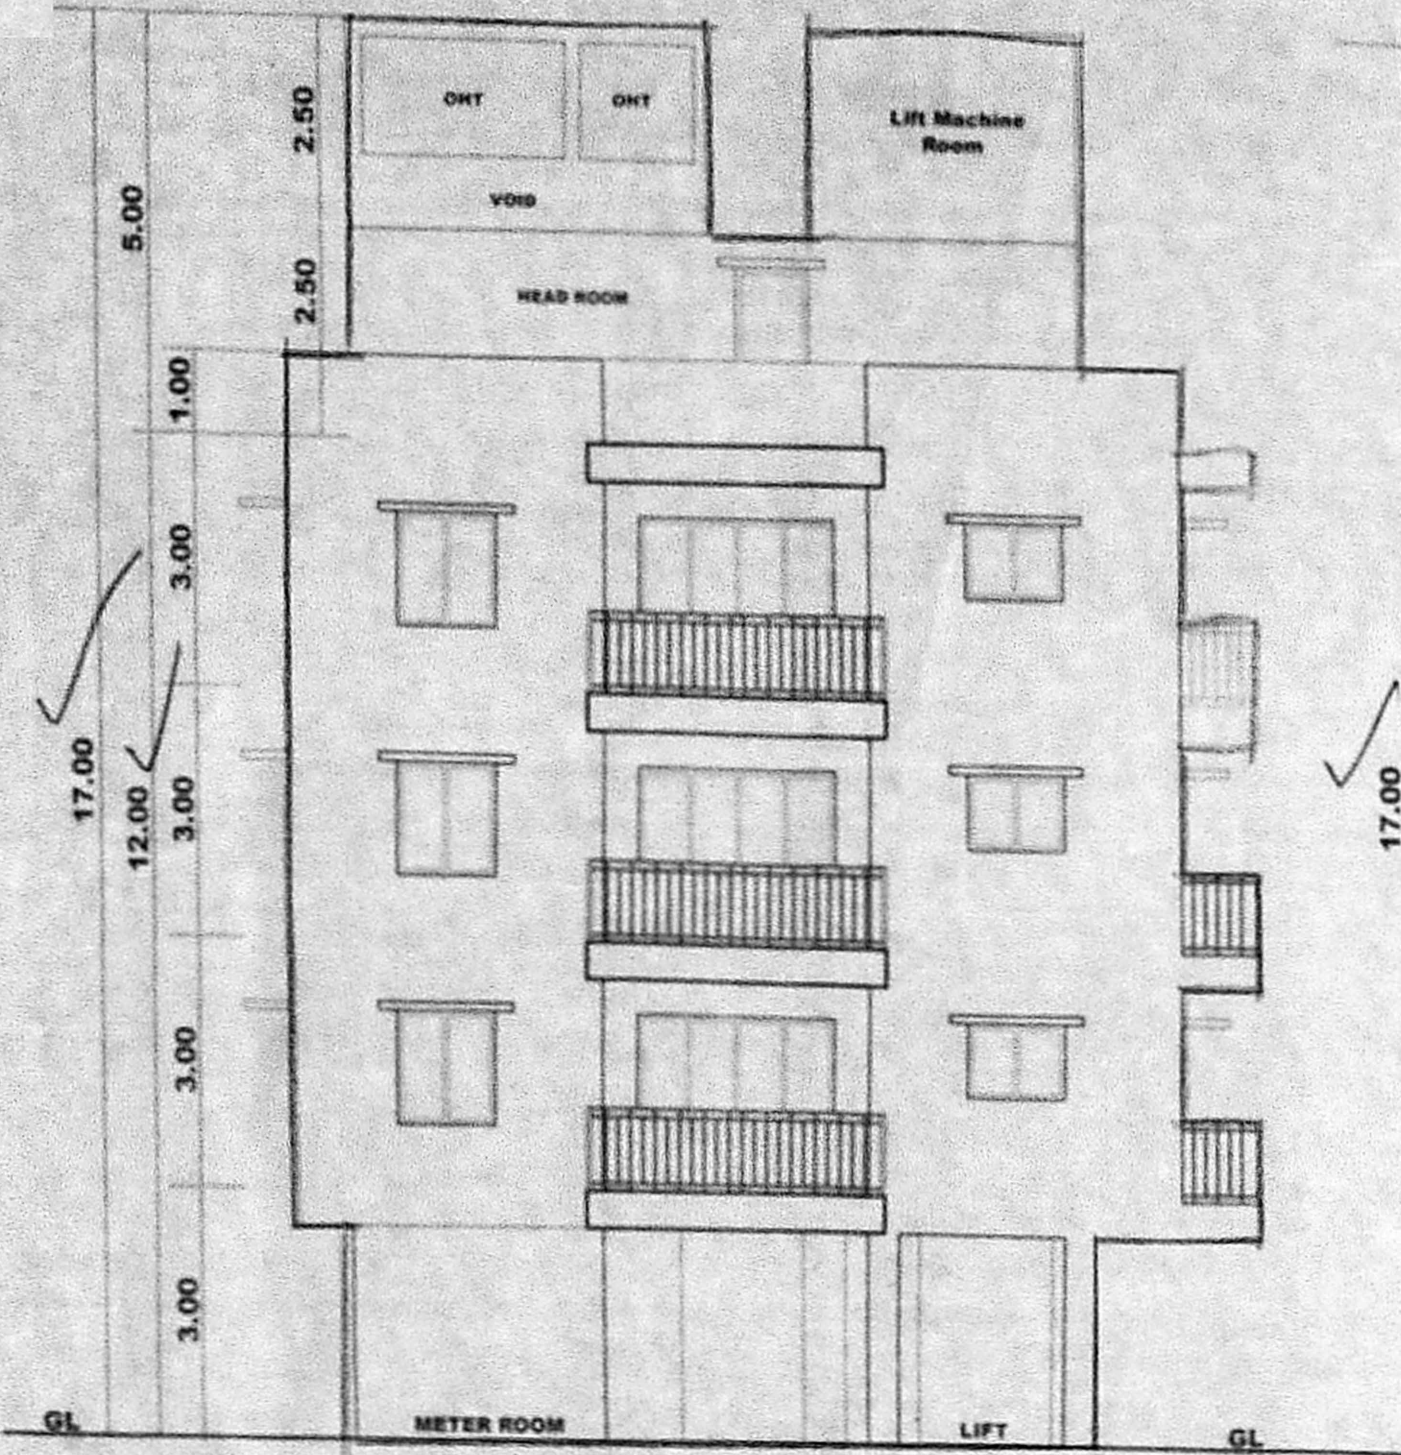 OHT
OHT
Lift Machine
Room
VOID
HEAD ROOM
2.50
5.00
2.50
1.00
3.00
17.00
12.00
3.00
17.00
3.00
3.00
GL
METER ROOM
LIFT
GL